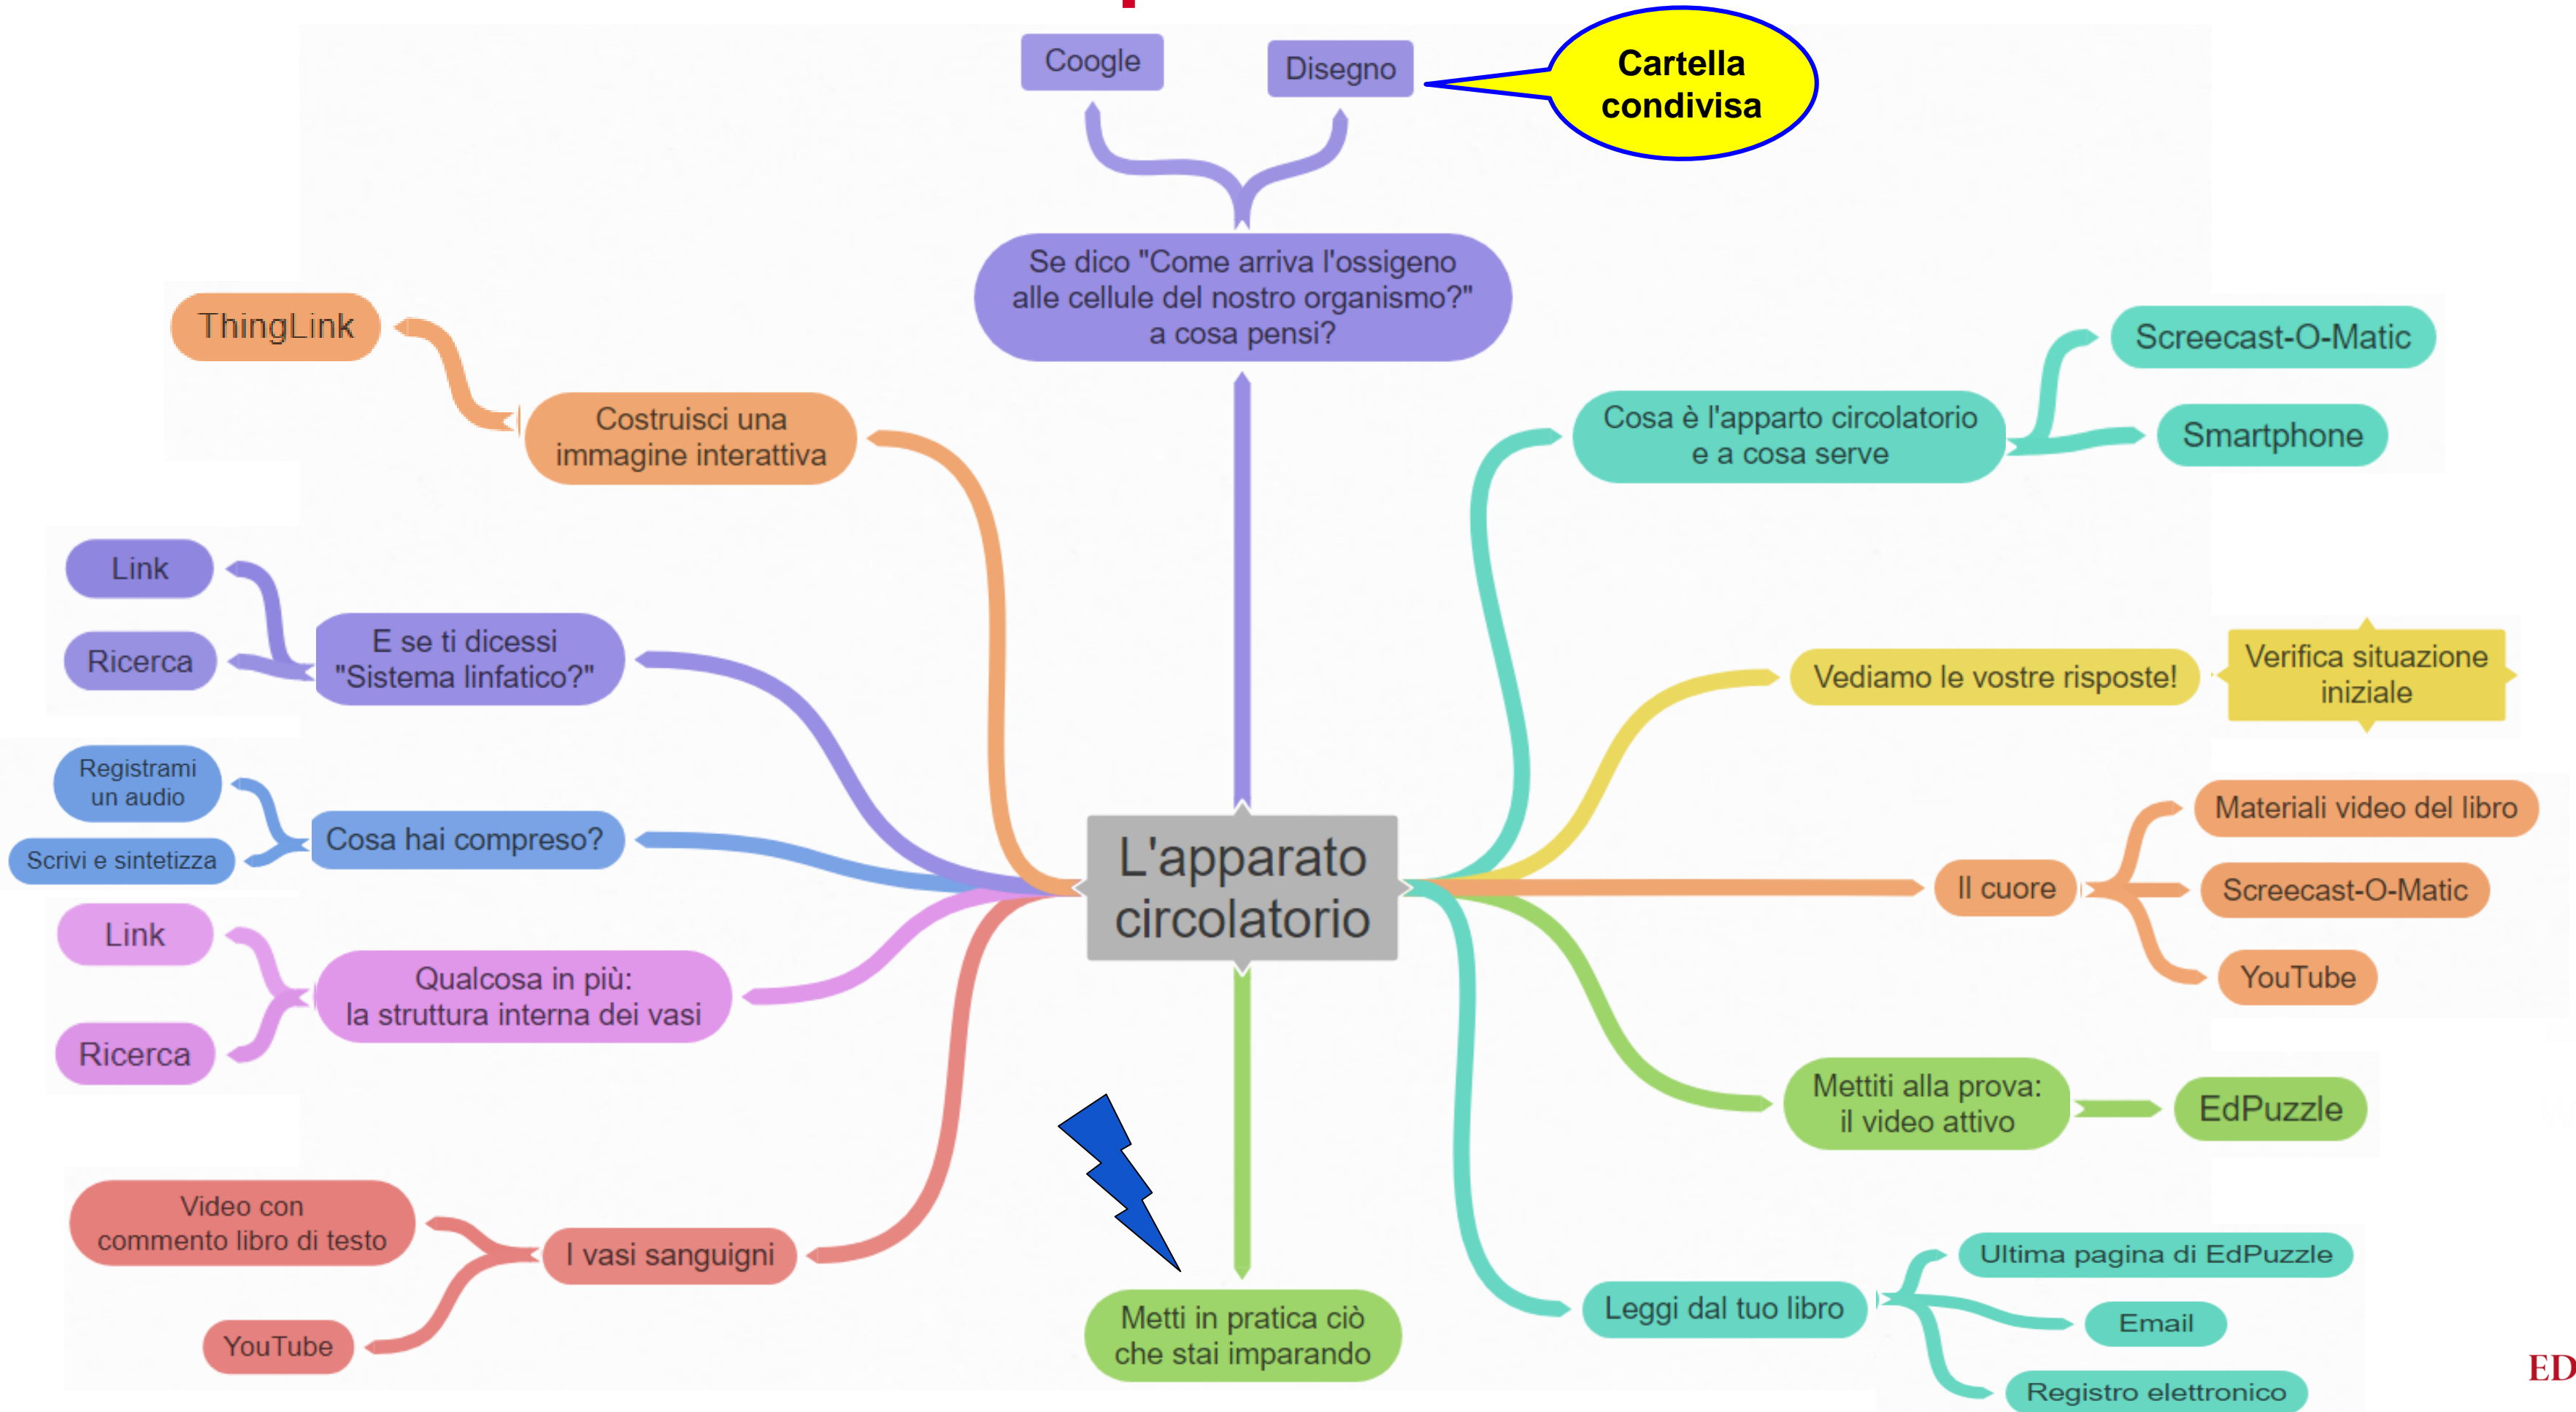 Coogle
Disegno
Cartella
condivisa
Se dico "Come arriva l'ossigeno
alle cellule del nostro organismo?"
a cosa pensi?
ThingLink
Costruisci una
immagine interattiva
Cosa è l'apparto circolatorio
e a cosa serve
Screecast-O-Matic
Smartphone
Link
Ricerca
E se ti dicessi
"Sistema linfatico?"
Vediamo le vostre risposte!
Verifica situazione
iniziale
Registrami
un audio
Scrivi e sintetizza
Cosa hai compreso?
L'apparato
circolatorio
Il cuore
Materiali video del libro
Screecast-O-Matic
YouTube
Link
Ricerca
Qualcosa in più:
la struttura interna dei vasi
Mettiti alla prova:
il video attivo
EdPuzzle
Video con
commento libro di testo
YouTube
I vasi sanguigni
Metti in pratica ciò
che stai imparando
Leggi dal tuo libro
Ultima pagina di EdPuzzle
Email
Registro elettronico
ED